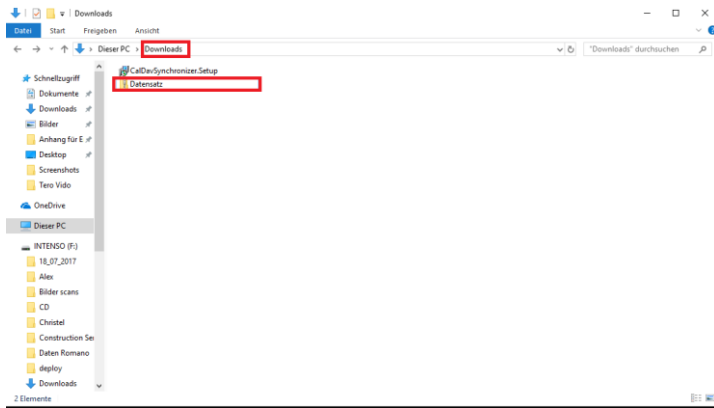 Downloads
Datei Start Freigeben Ansicht
Dieser PC Downloads
"Downloads" durchsuchen
Schnellzugriff
Dokumente
Downloads
Bilder
Anhang für E
Desktop
Screenshots
Tero Vido
OneDrive
Dieser PC
INTENSO (F:)
18_07_2017
Alex
Bilder scans
CD
Christel
Construction Se
Daten Romano
deploy
Downloads
CalDavSynchronizer.Setup
Datensatz
2 Elemente